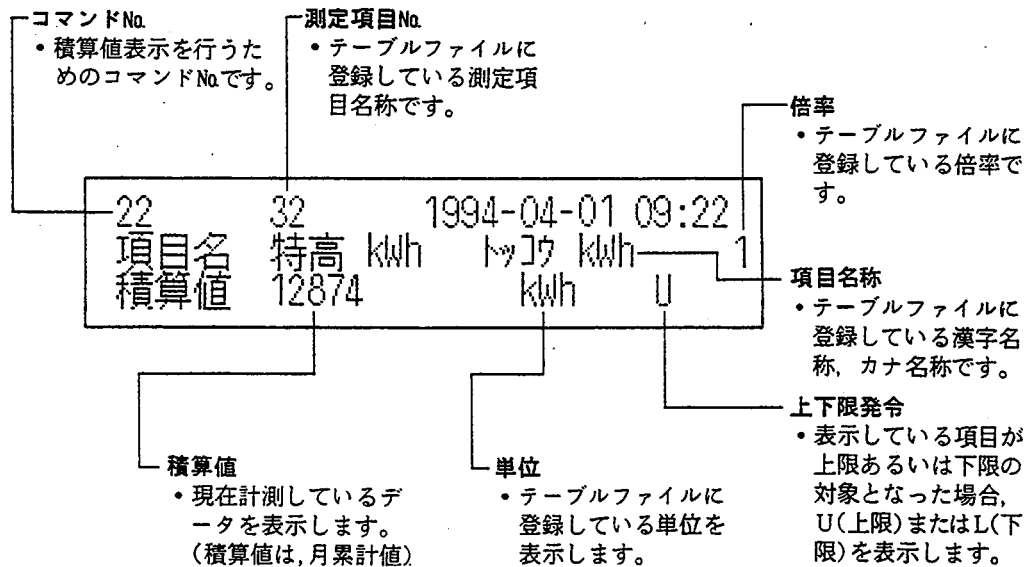 コマンドNo.
• 積算値表示を行うた
めのコマンドNo.です。
測定項目No.
• テーブルファイルに
登録している測定項
目名称です。
倍率
• テーブルファイルに
登録している倍率で
す。
22 32 1994-04-01 09:22
項目名 特高 kWh トッコウ kWh 1
積算値 12874 kWh U
項目名称
• テーブルファイルに
登録している漢字名
称，カナ名称です。
上下限発令
• 表示している項目が
上限あるいは下限の
対象となった場合，
U(上限)またはL(下
限)を表示します。
積算値
• 現在計測しているデ
ータを表示します。
(積算値は，月累計値)
単位
• テーブルファイルに
登録している単位を
表示します。